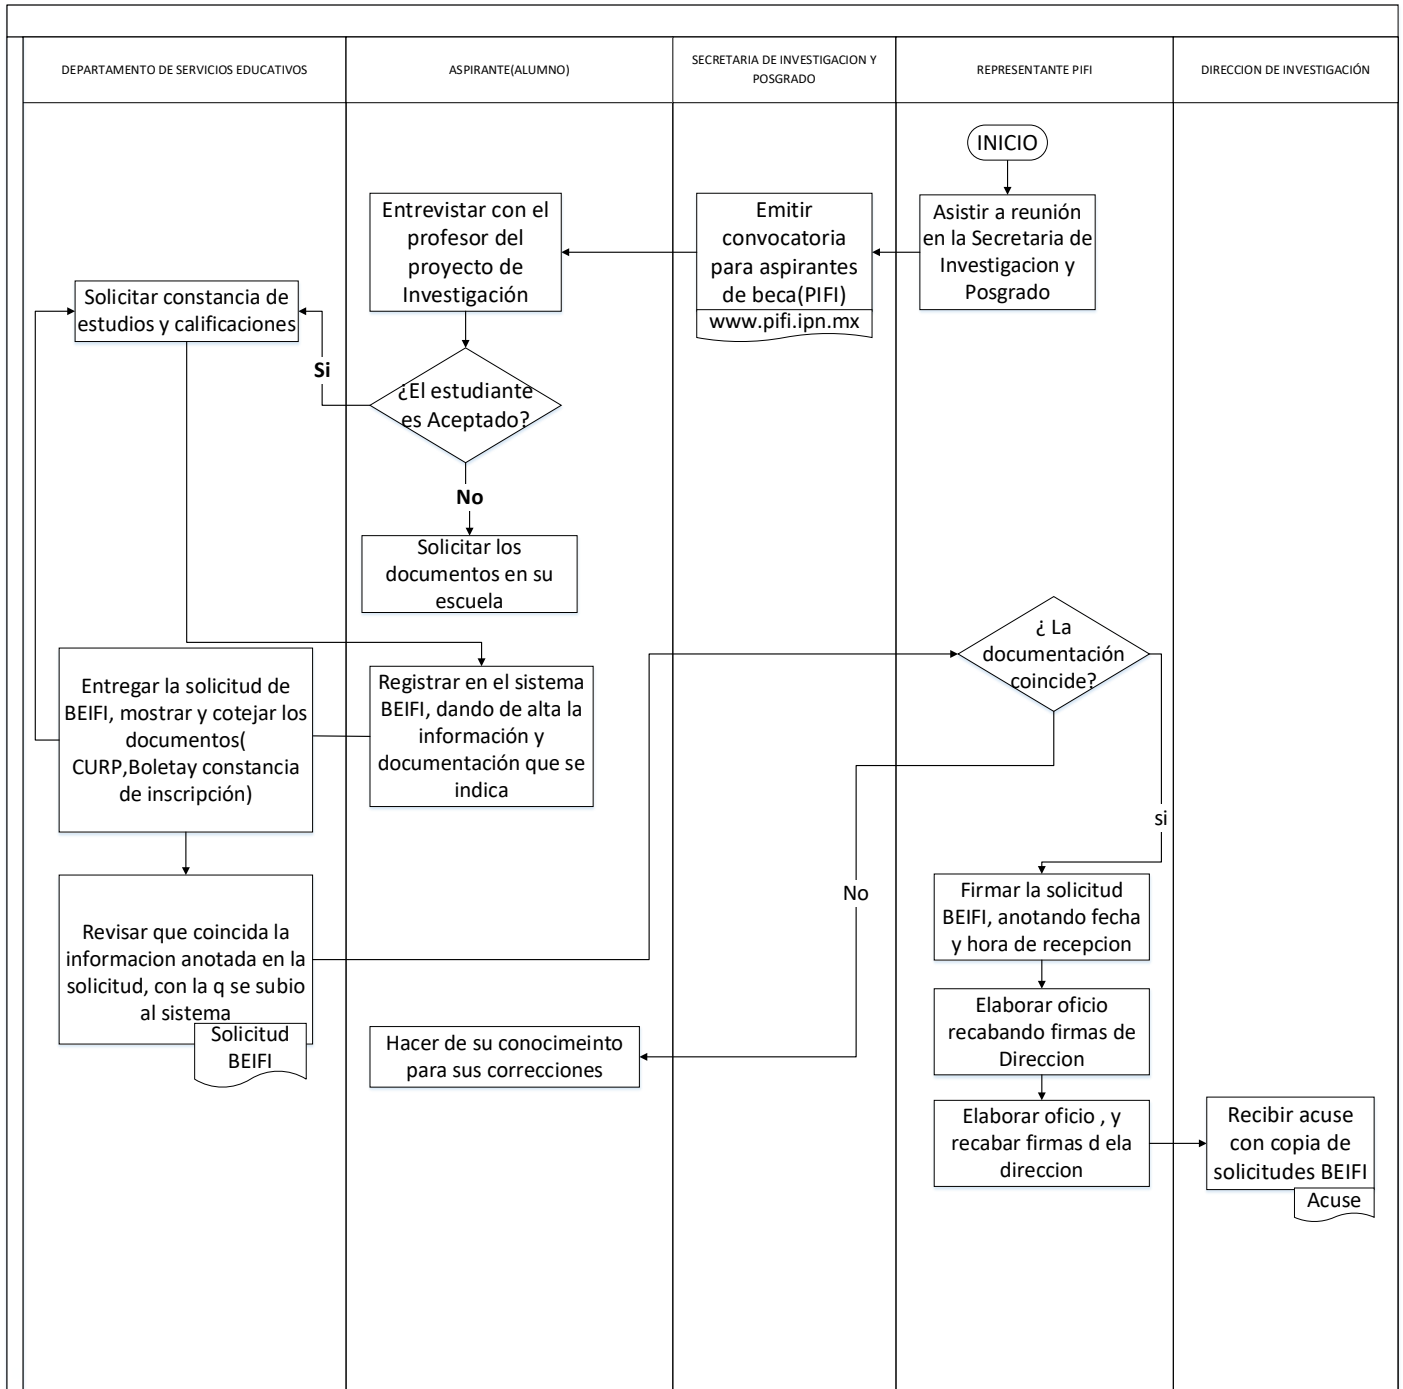 DEPARTAMENTO DE SERVICIOS EDUCATIVOS
ASPIRANTE(ALUMNO)
SECRETARIA DE INVESTIGACION Y
POSGRADO
REPRESENTANTE PIFI
DIRECCION DE INVESTIGACIÓN
INICIO
Asistir a reunión
en la Secretaria de
Investigacion y
Posgrado
Emitir
convocatoria
para aspirantes
de beca(PIFI)
www.pifi.ipn.mx
Entrevistar con el
profesor del
proyecto de
Investigación
Solicitar constancia de
estudios y calificaciones
Si
¿El estudiante
es Aceptado?
No
Solicitar los
documentos en su
escuela
¿ La
documentación
coincide?
Entregar la solicitud de
BEIFI, mostrar y cotejar los
documentos(
CURP,Boletay constancia
de inscripción)
Registrar en el sistema
BEIFI, dando de alta la
información y
documentación que se
indica
si
No
Firmar la solicitud
BEIFI, anotando fecha
y hora de recepcion
Revisar que coincida la
informacion anotada en la
solicitud, con la q se subio
al sistema
Solicitud
BEIFI
Hacer de su conocimeinto
para sus correcciones
Elaborar oficio
recabando firmas de
Direccion
Elaborar oficio , y
recabar firmas d ela
direccion
Recibir acuse
con copia de
solicitudes BEIFI
Acuse